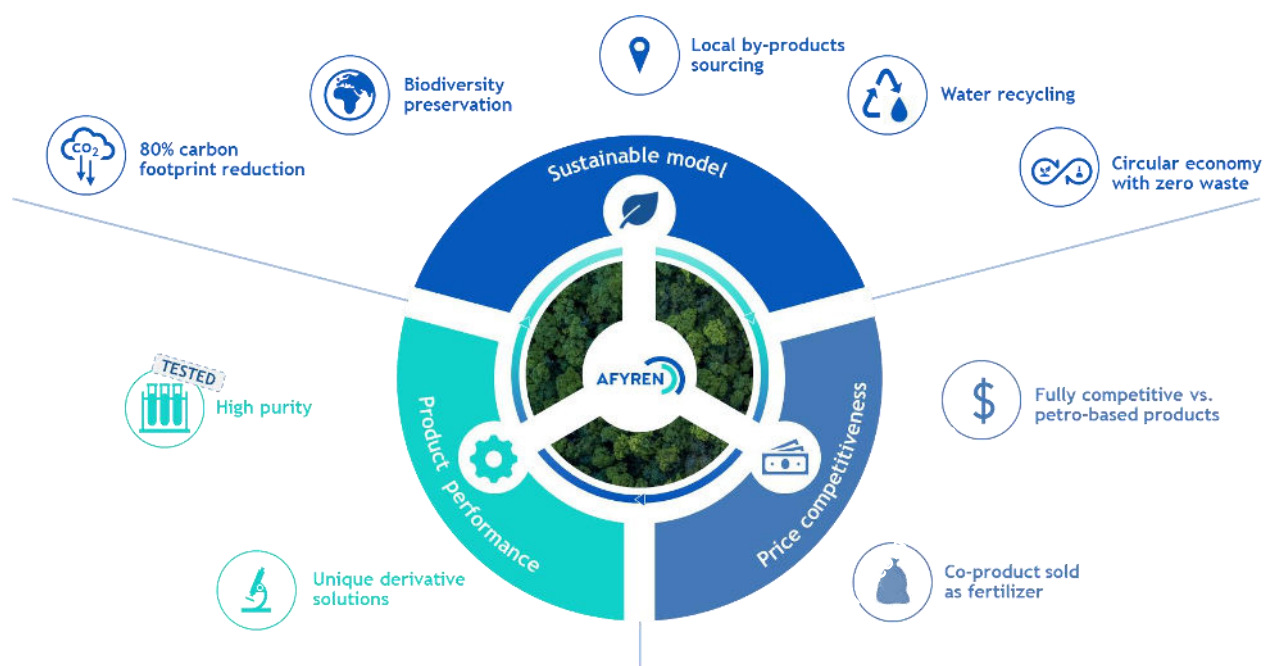 Local by-products
sourcing
Biodiversity
preservation
Water recycling
CO2
80% carbon
footprint reduction
Circular economy
with zero waste
Sustainable model
TESTED
High purity
AFYREN
$
Fully competitive vs.
petro-based products
Product performance
Price competitiveness
Unique derivative
solutions
Co-product sold
as fertilizer